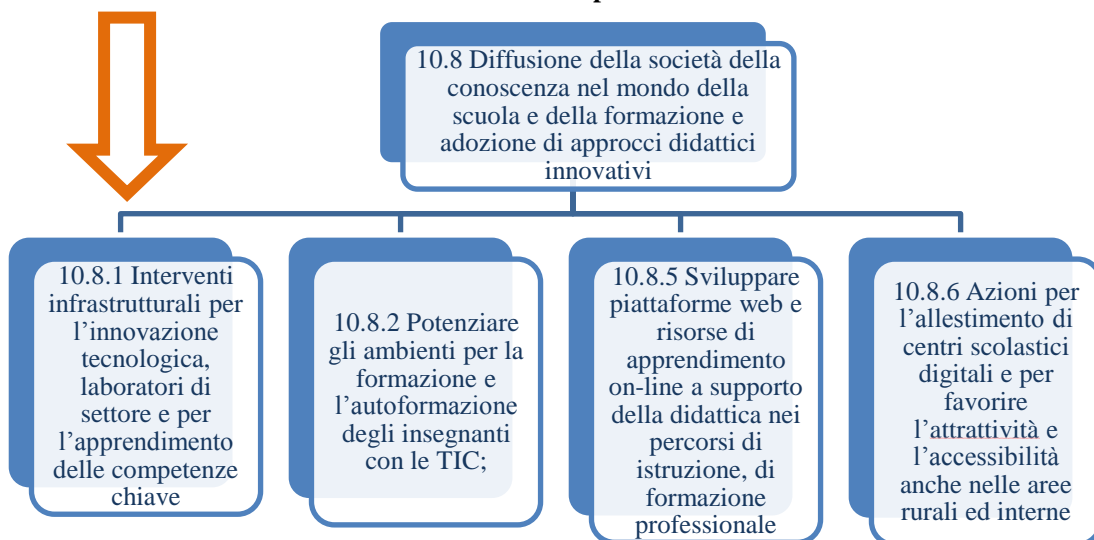 10.8 Diffusione della società della
conoscenza nel mondo della
scuola e della formazione e
adozione di approcci didattici
innovativi
10.8.1 Interventi
infrastrutturali per
l’innovazione
tecnologica,
laboratori di
settore e per
l’apprendimento
delle competenze
chiave
10.8.2 Potenziare
gli ambienti per la
formazione e
l’autoformazione
degli insegnanti
con le TIC;
10.8.5 Sviluppare
piattaforme web e
risorse di
apprendimento
on-line a supporto
della didattica nei
percorsi di
istruzione, di
formazione
professionale
10.8.6 Azioni per
l’allestimento di
centri scolastici
digitali e per
favorire
l’attrattività e
l’accessibilità
anche nelle aree
rurali ed interne